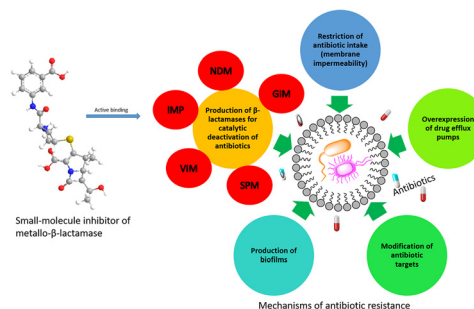 Restriction of
antibiotic intake
(membrane
impermeability)
NDM
GIM
IMP
Production of β-
lactamases for
catalytic
deactivation of
antibiotics
VIM
SPM
Active binding
Overexpression
of drug efflux
pumps
Antibiotics
Small-molecule inhibitor of
metallo-β-lactamase
Production of
biofilms
Modification of
antibiotic
targets
Mechanisms of antibiotic resistance